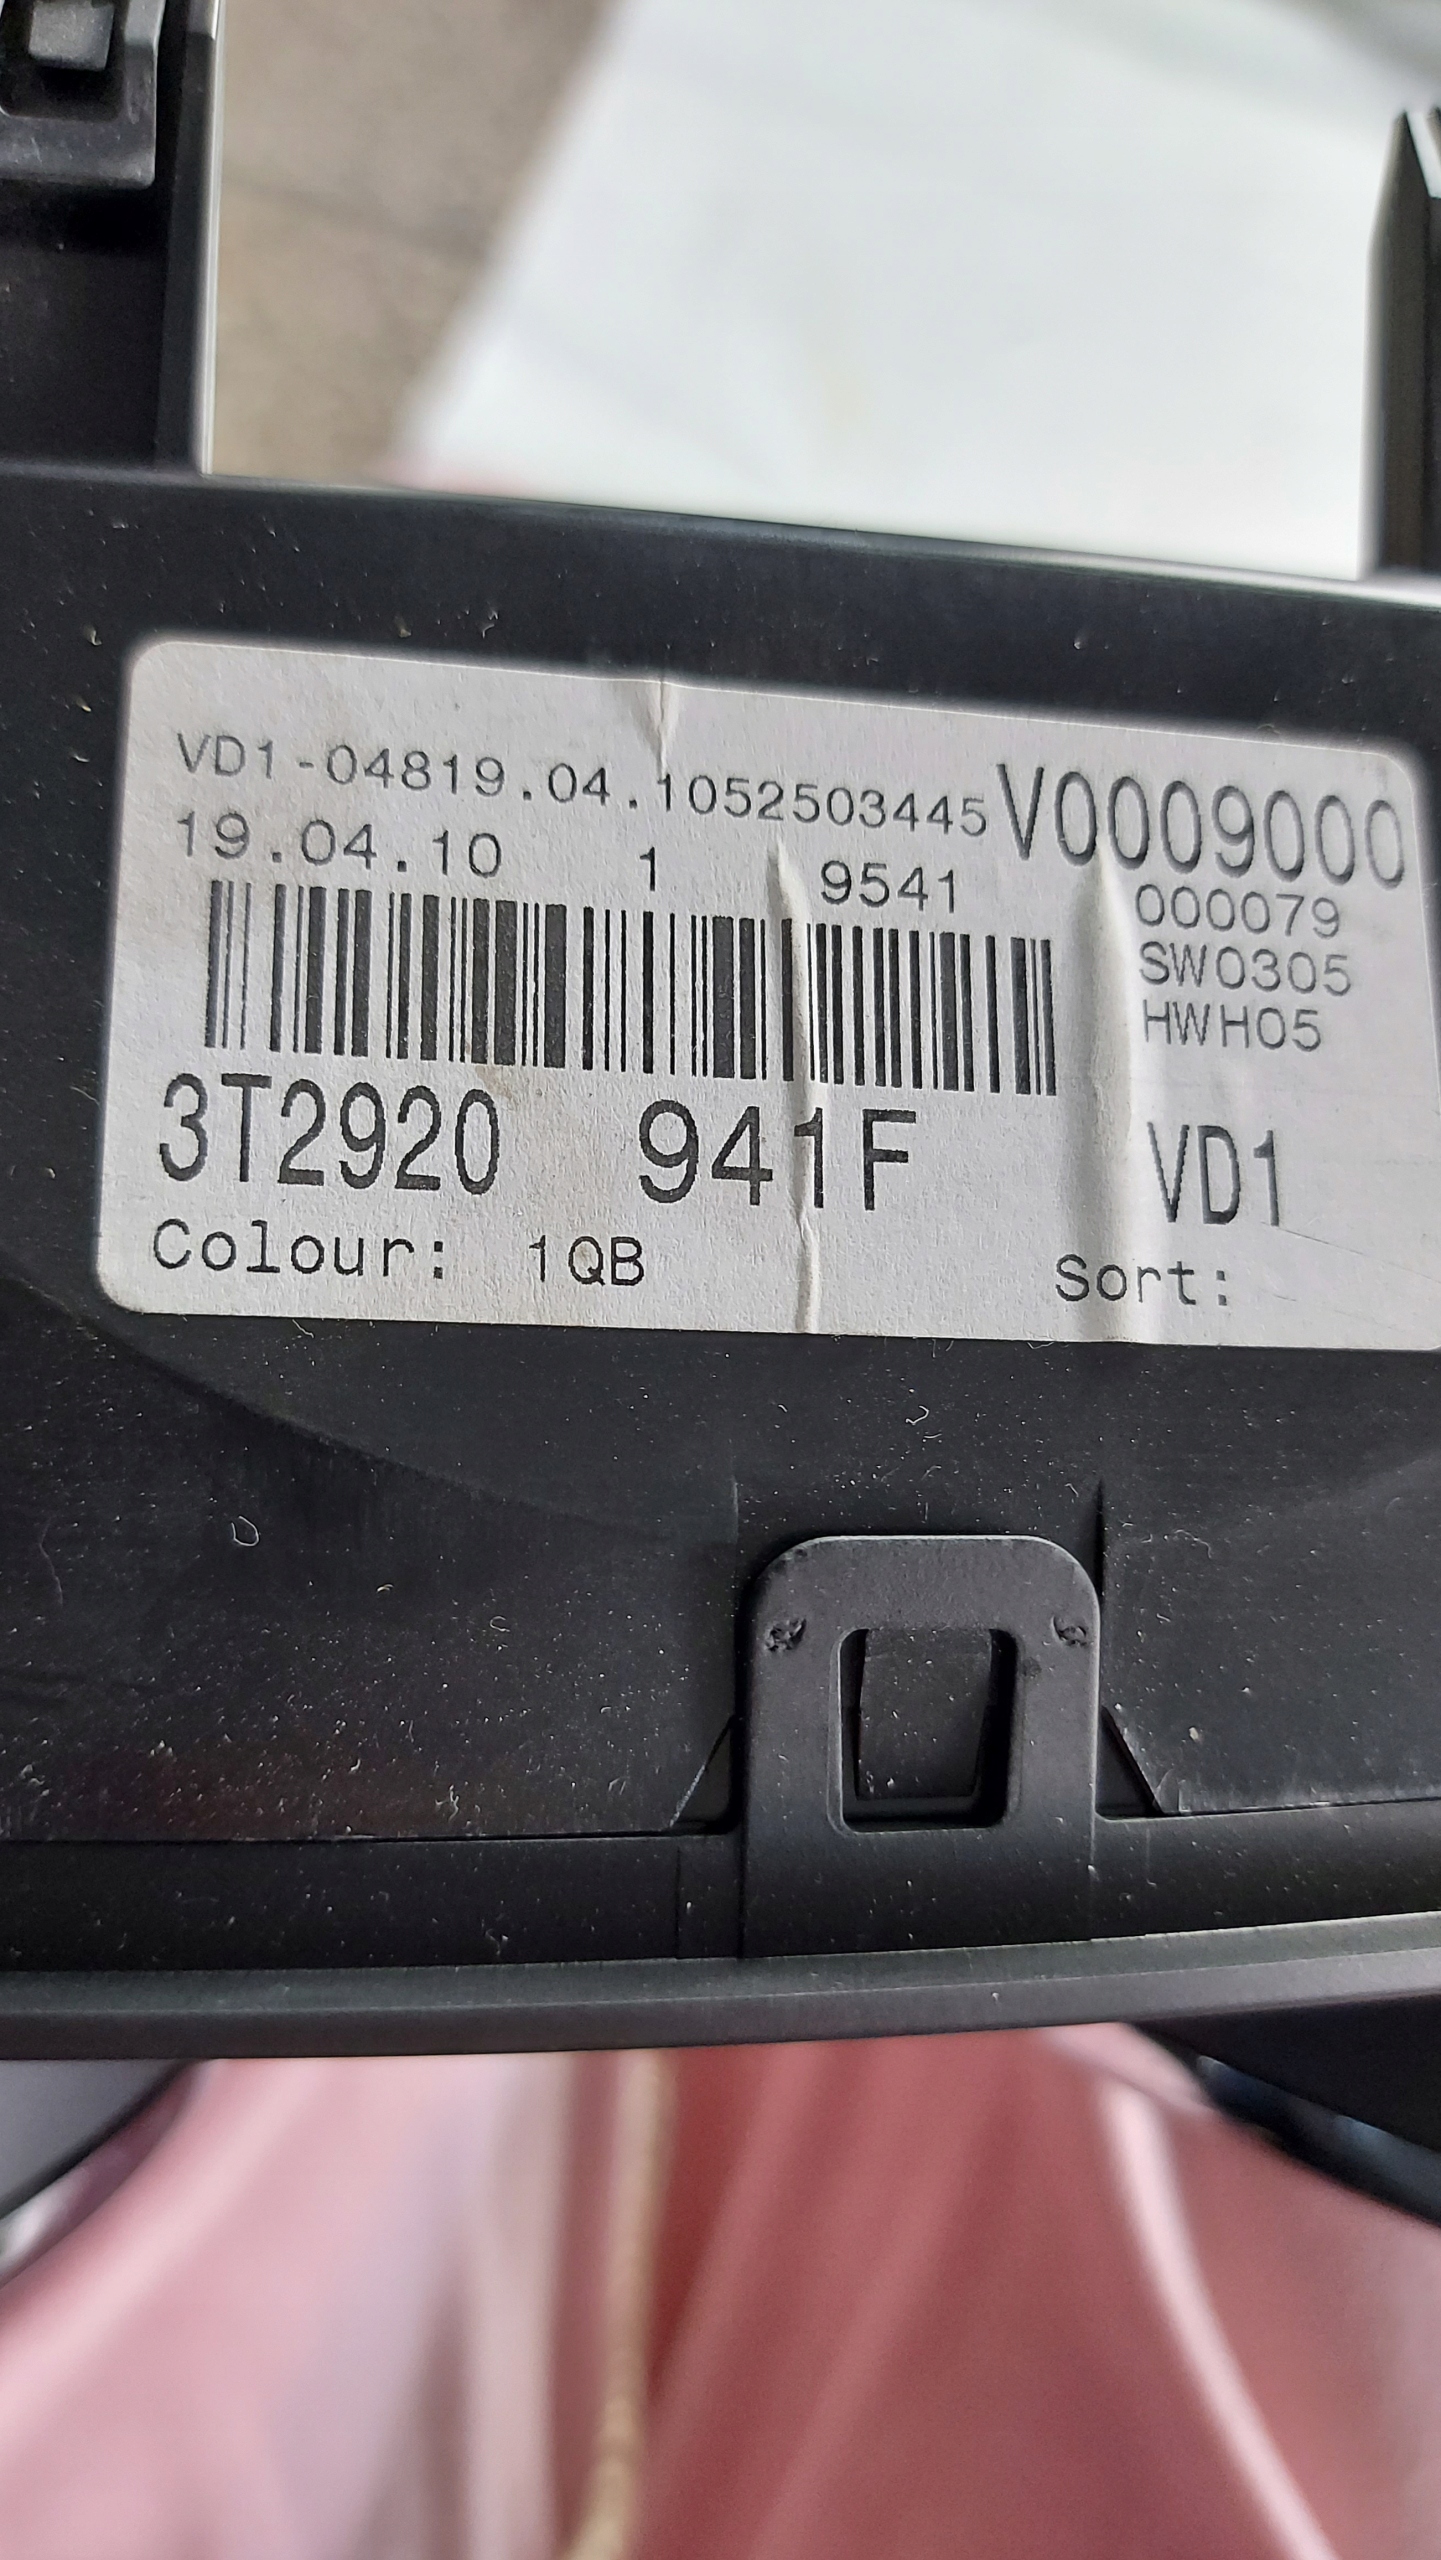 VD1-04819.04.1052503445 V0009000
19.04.10 1 9541
000079
SW0305
HWH05
3T2920 941F VD1
Colour: 1QB Sort: